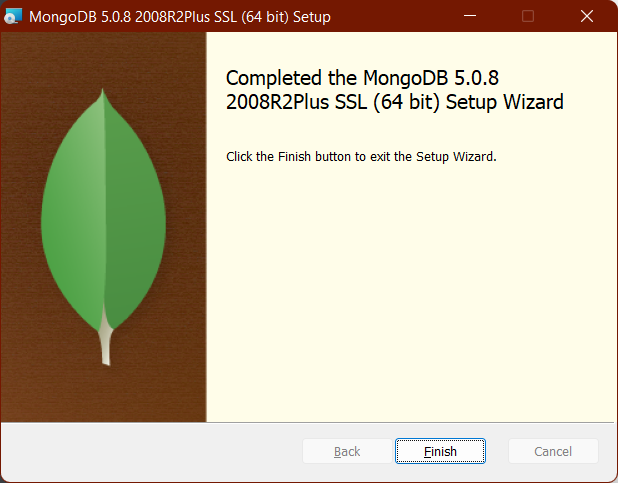 MongoDB 5.0.8 2008R2Plus SSL (64 bit) Setup
Completed the MongoDB 5.0.8
2008R2Plus SSL (64 bit) Setup Wizard
Click the Finish button to exit the Setup Wizard.
Back
Finish
Cancel